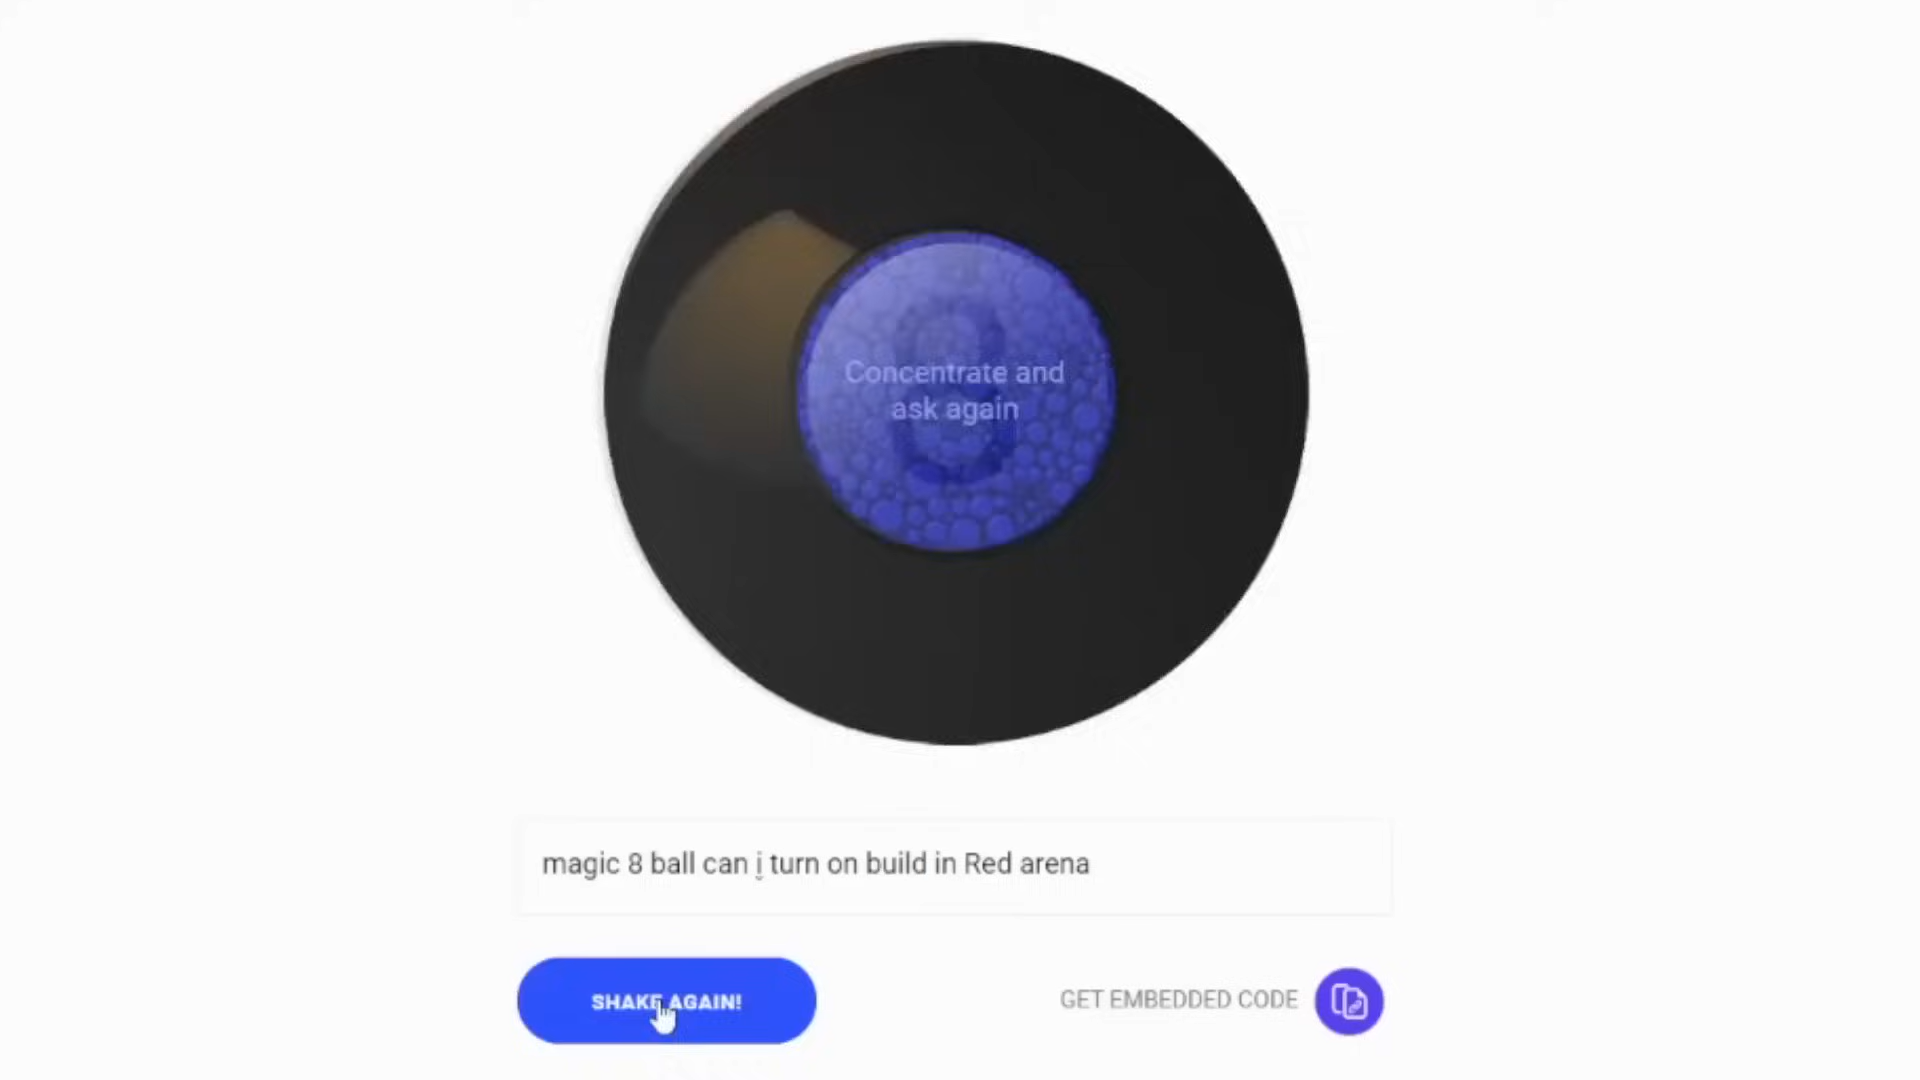 Concentrate and
ask again
magic 8 ball can i turn on build in Red arena
SHAKE AGAIN!
GET EMBEDDED CODE